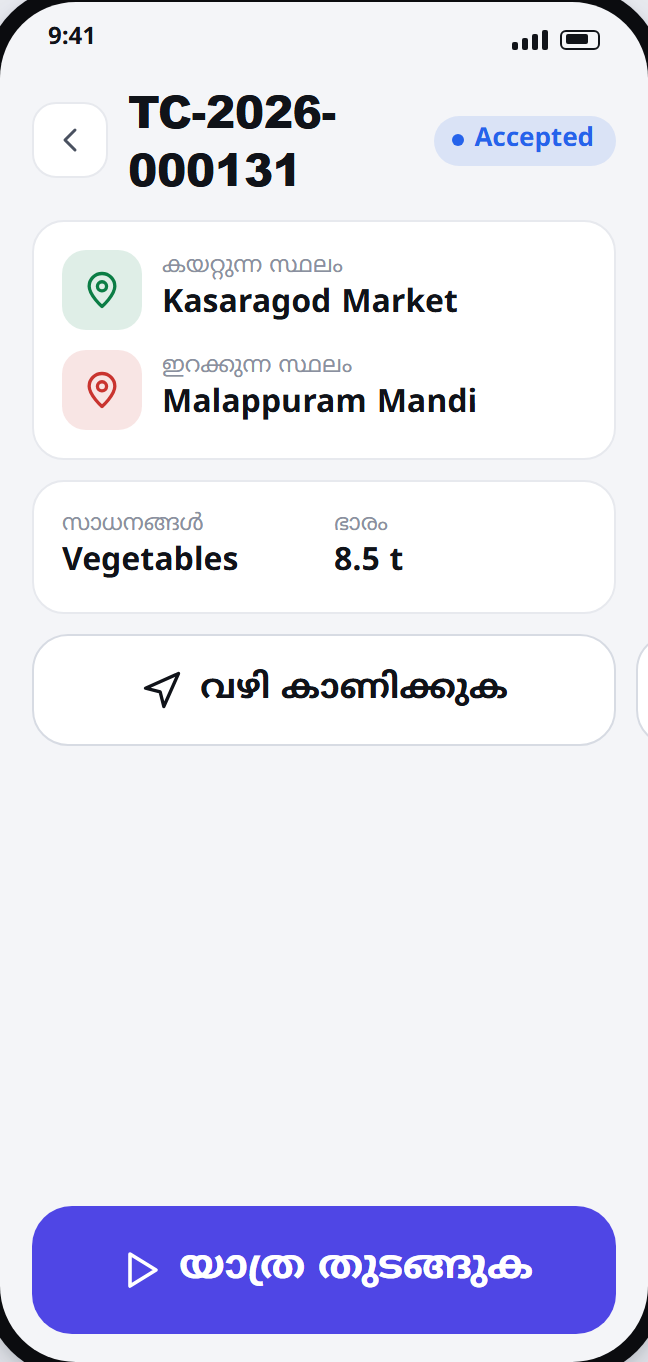 9:41
TC-2026-
000131
Accepted
കയറ്റുന്ന സ്ഥലം
Kasaragod Market
ഇറക്കുന്ന സ്ഥലം
Malappuram Mandi
സാധനങ്ങൾ
ഭാരം
Vegetables
8.5 t
വഴി കാണിക്കുക
യാത്ര തുടങ്ങുക